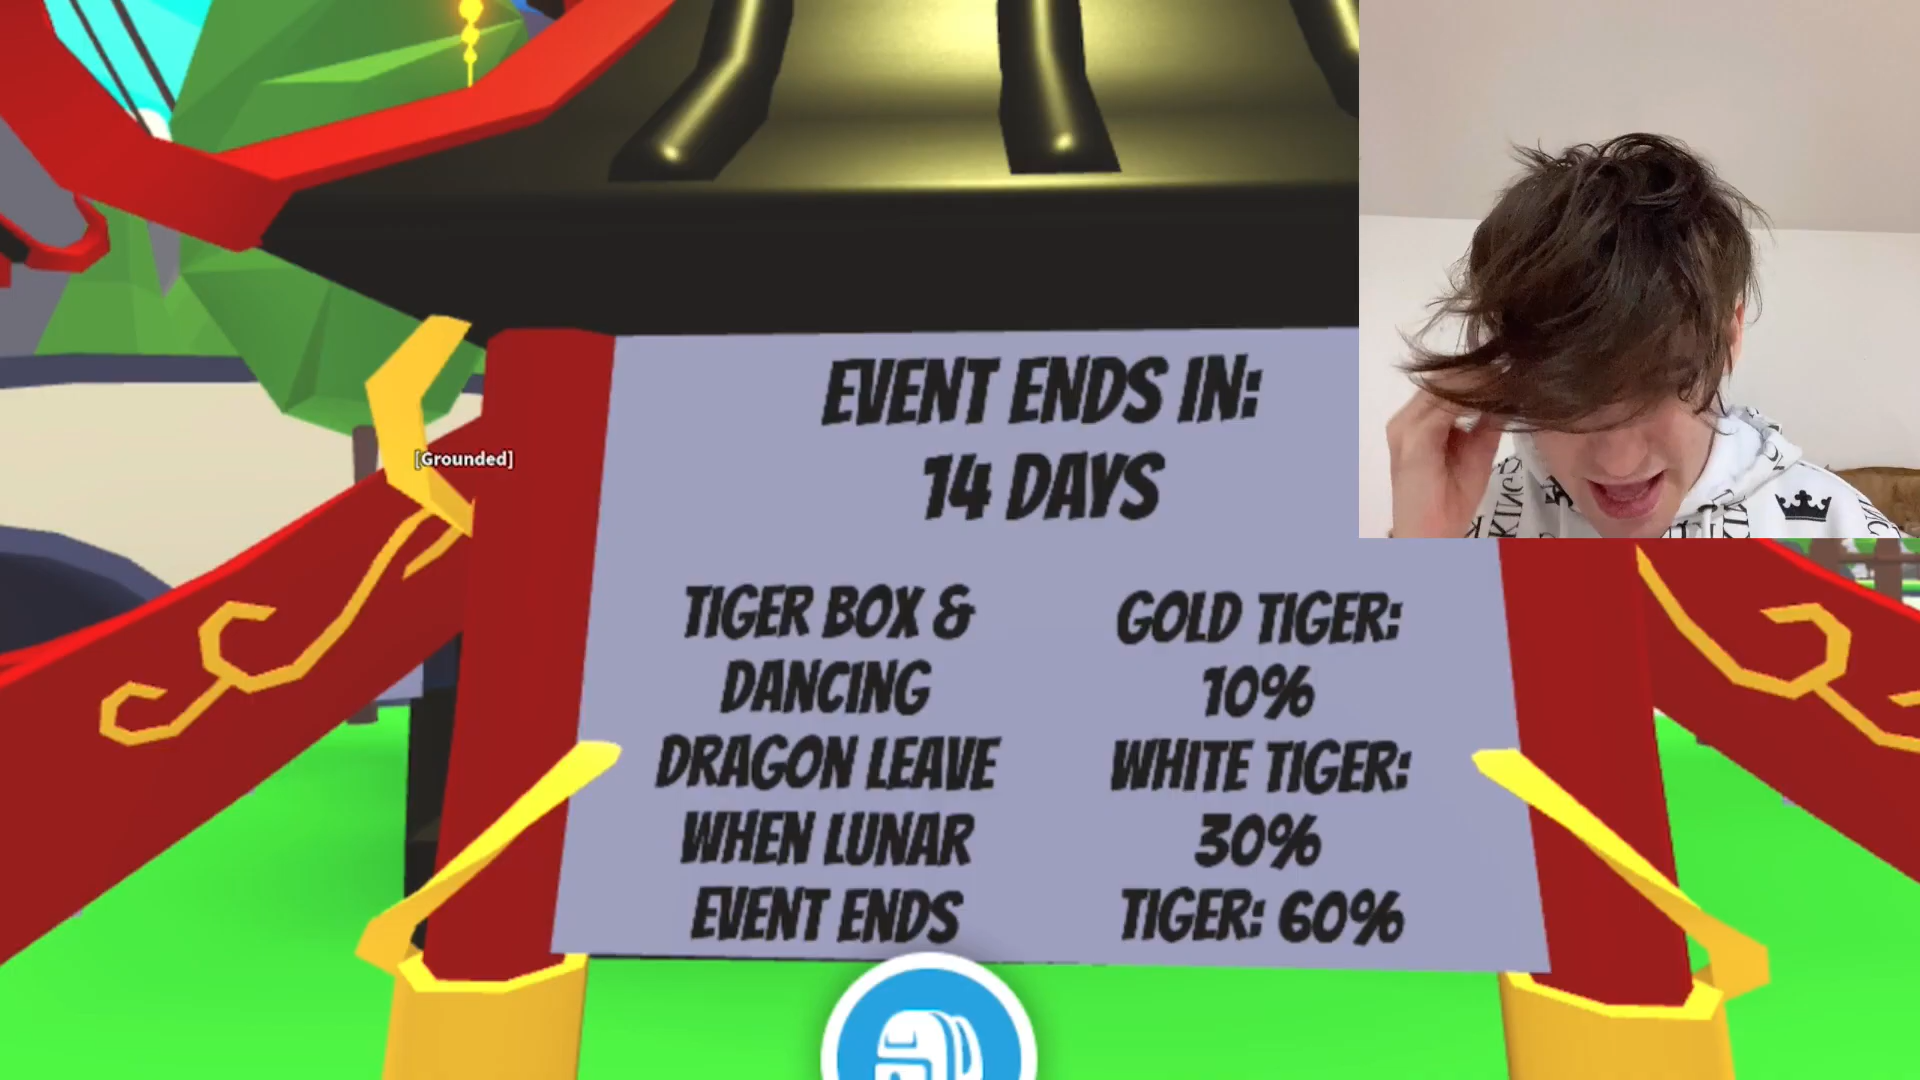 [Grounded]
EVENT ENDS IN:
14 DAYS
TIGER BOX &
DANCING
DRAGON LEAVE
WHEN LUNAR
EVENT ENDS
GOLD TIGER:
10%
WHITE TIGER:
30%
TIGER: 60%